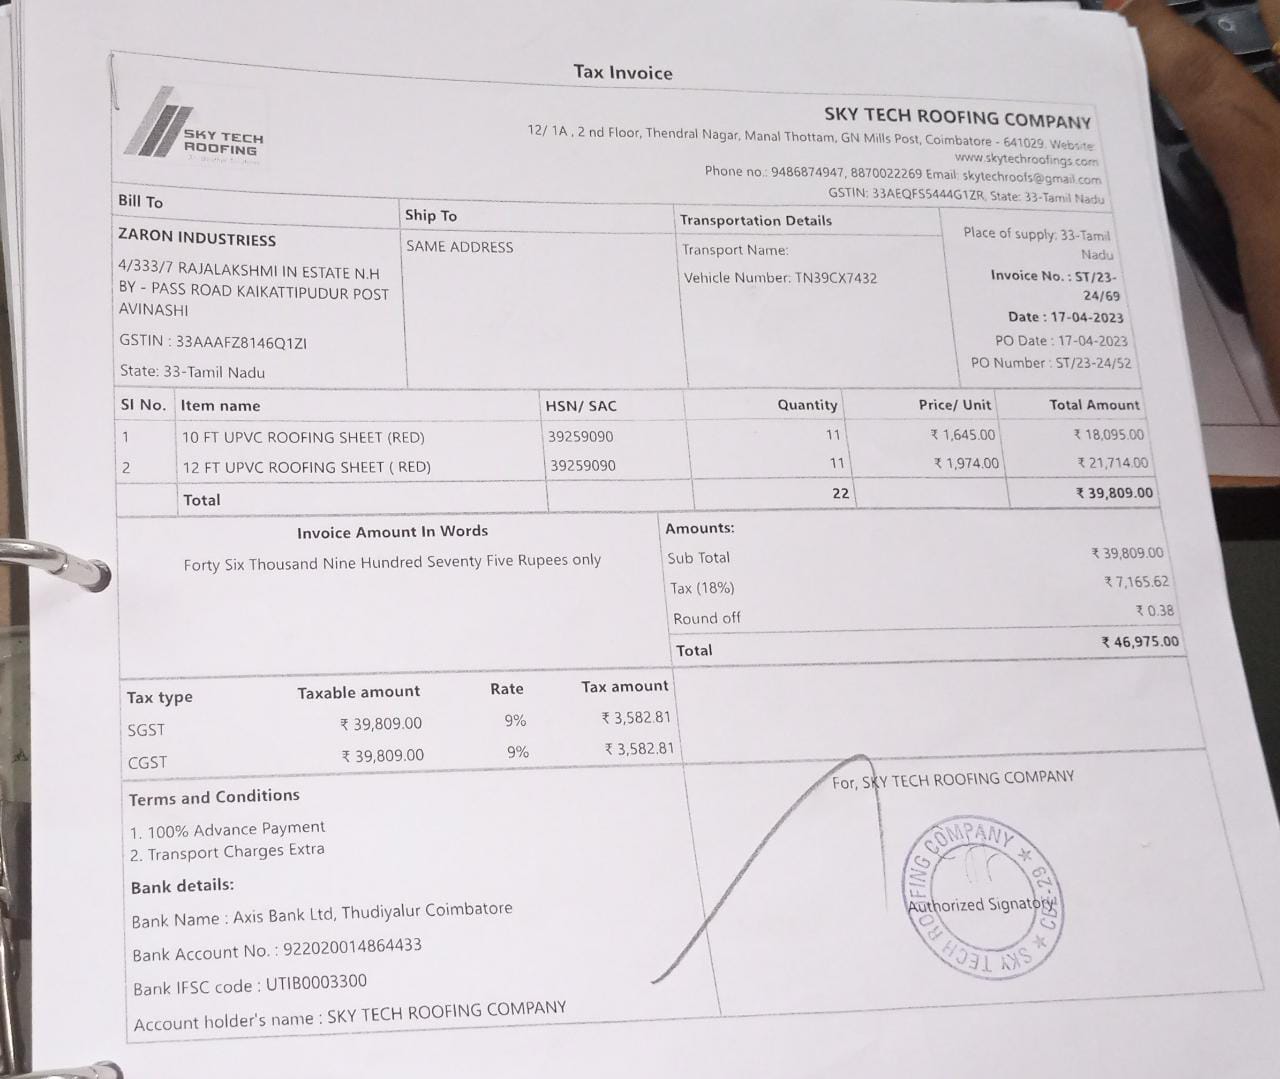 Tax Invoice
SKY TECH
ROOFING
SKY TECH ROOFING COMPANY
12/ 1A , 2 nd Floor, Thendral Nagar, Manal Thottam, GN Mills Post, Coimbatore - 641029. Website:
www.skytechroofings.com
Phone no.: 9486874947, 8870022269 Email: skytechroofs@gmail.com
GSTIN: 33AEQFS5444G1ZR, State: 33-Tamil Nadu
Bill To
ZARON INDUSTRIESS
4/333/7 RAJALAKSHMI IN ESTATE N.H
BY - PASS ROAD KAIKATTIPUDUR POST
AVINASHI
GSTIN : 33AAAFZ8146Q1ZI
State: 33-Tamil Nadu
Ship To
SAME ADDRESS
Transportation Details
Transport Name:
Vehicle Number: TN39CX7432
Place of supply: 33-Tamil
Nadu
Invoice No. : ST/23-
24/69
Date : 17-04-2023
PO Date : 17-04-2023
PO Number : ST/23-24/52
Sl No. Item name HSN/ SAC Quantity Price/ Unit Total Amount
1 10 FT UPVC ROOFING SHEET (RED) 39259090 11 ₹ 1,645.00 ₹ 18,095.00
2 12 FT UPVC ROOFING SHEET ( RED) 39259090 11 ₹ 1,974.00 ₹ 21,714.00
Total 22 ₹ 39,809.00
Invoice Amount In Words
Forty Six Thousand Nine Hundred Seventy Five Rupees only
Amounts:
Sub Total ₹ 39,809.00
Tax (18%) ₹ 7,165.62
Round off ₹ 0.38
Total ₹ 46,975.00
Tax type Taxable amount Rate Tax amount
SGST ₹ 39,809.00 9% ₹ 3,582.81
CGST ₹ 39,809.00 9% ₹ 3,582.81
Terms and Conditions
1. 100% Advance Payment
2. Transport Charges Extra
Bank details:
Bank Name : Axis Bank Ltd, Thudiyalur Coimbatore
Bank Account No. : 922020014864433
Bank IFSC code : UTIB0003300
Account holder's name : SKY TECH ROOFING COMPANY
For, SKY TECH ROOFING COMPANY
Authorized Signatory
SKY TECH ROOFING COMPANY ★ CBE-29 ★